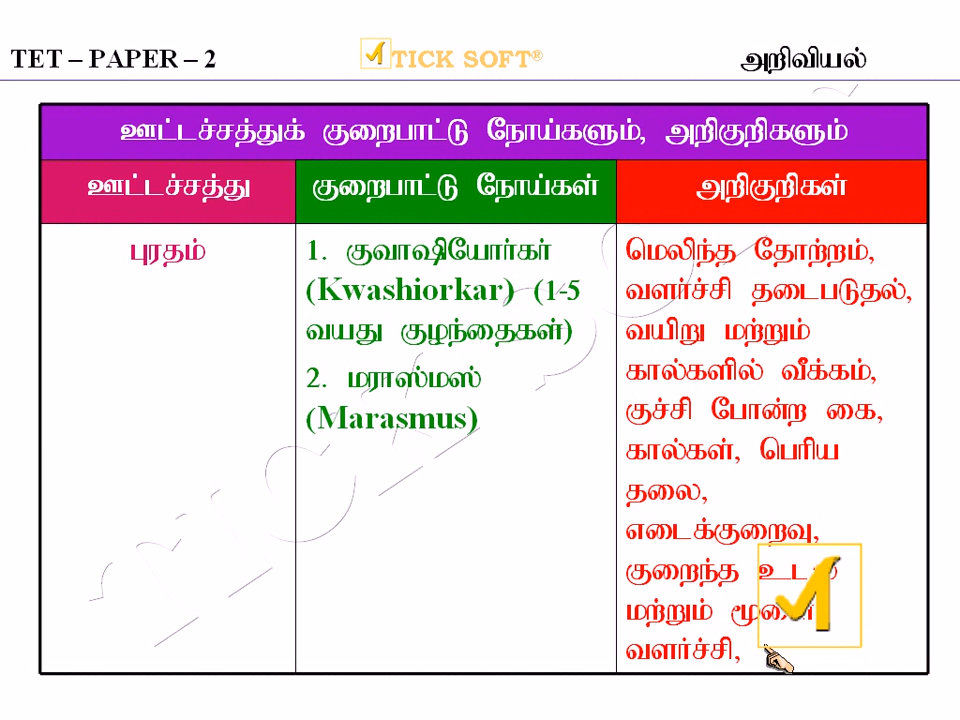 TET – PAPER – 2
TICK SOFT®
அறிவியல்
ஊட்டச்சத்துக் குறைபாட்டு நோய்களும், அறிகுறிகளும்
ஊட்டச்சத்து
குறைபாட்டு நோய்கள்
அறிகுறிகள்
புரதம்
1. குவாஷியோர்கர்
(Kwashiorkar) (1-5
வயது குழந்தைகள்)
2. மராஸ்மஸ்
(Marasmus)
மெலிந்த தோற்றம்,
வளர்ச்சி தடைபடுதல்,
வயிறு மற்றும்
கால்களில் வீக்கம்,
குச்சி போன்ற கை,
கால்கள், பெரிய
தலை,
எடைக்குறைவு,
குறைந்த உடல்
மற்றும் மூளை
வளர்ச்சி,